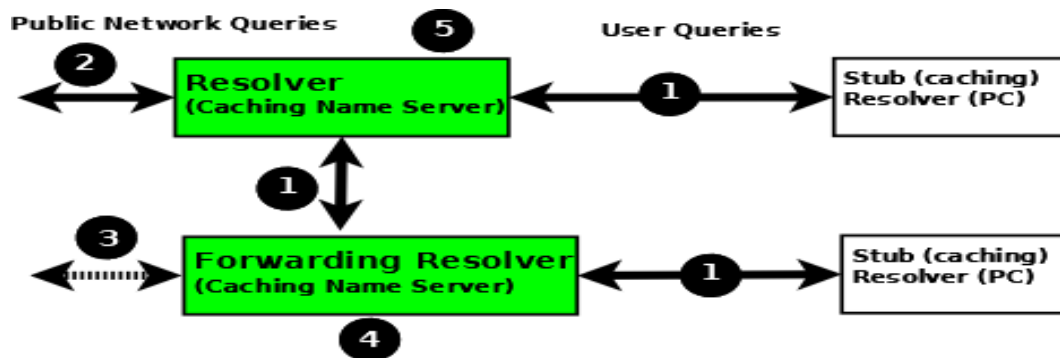 Public Network Queries
5
User Queries
2
Resolver
(Caching Name Server)
1
Stub (caching)
Resolver (PC)
1
3
Forwarding Resolver
(Caching Name Server)
1
Stub (caching)
Resolver (PC)
4